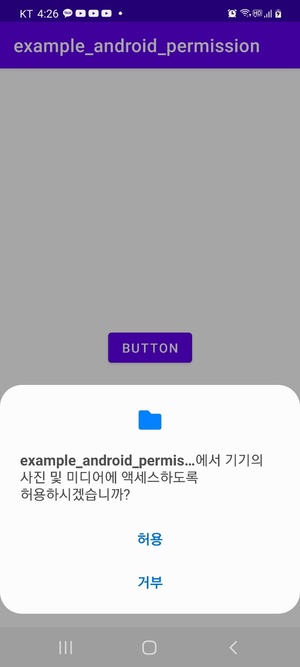 KT 4:26
example_android_permission
BUTTON
example_android_permis...에서 기기의
사진 및 미디어에 액세스하도록
허용하시겠습니까?
허용
거부